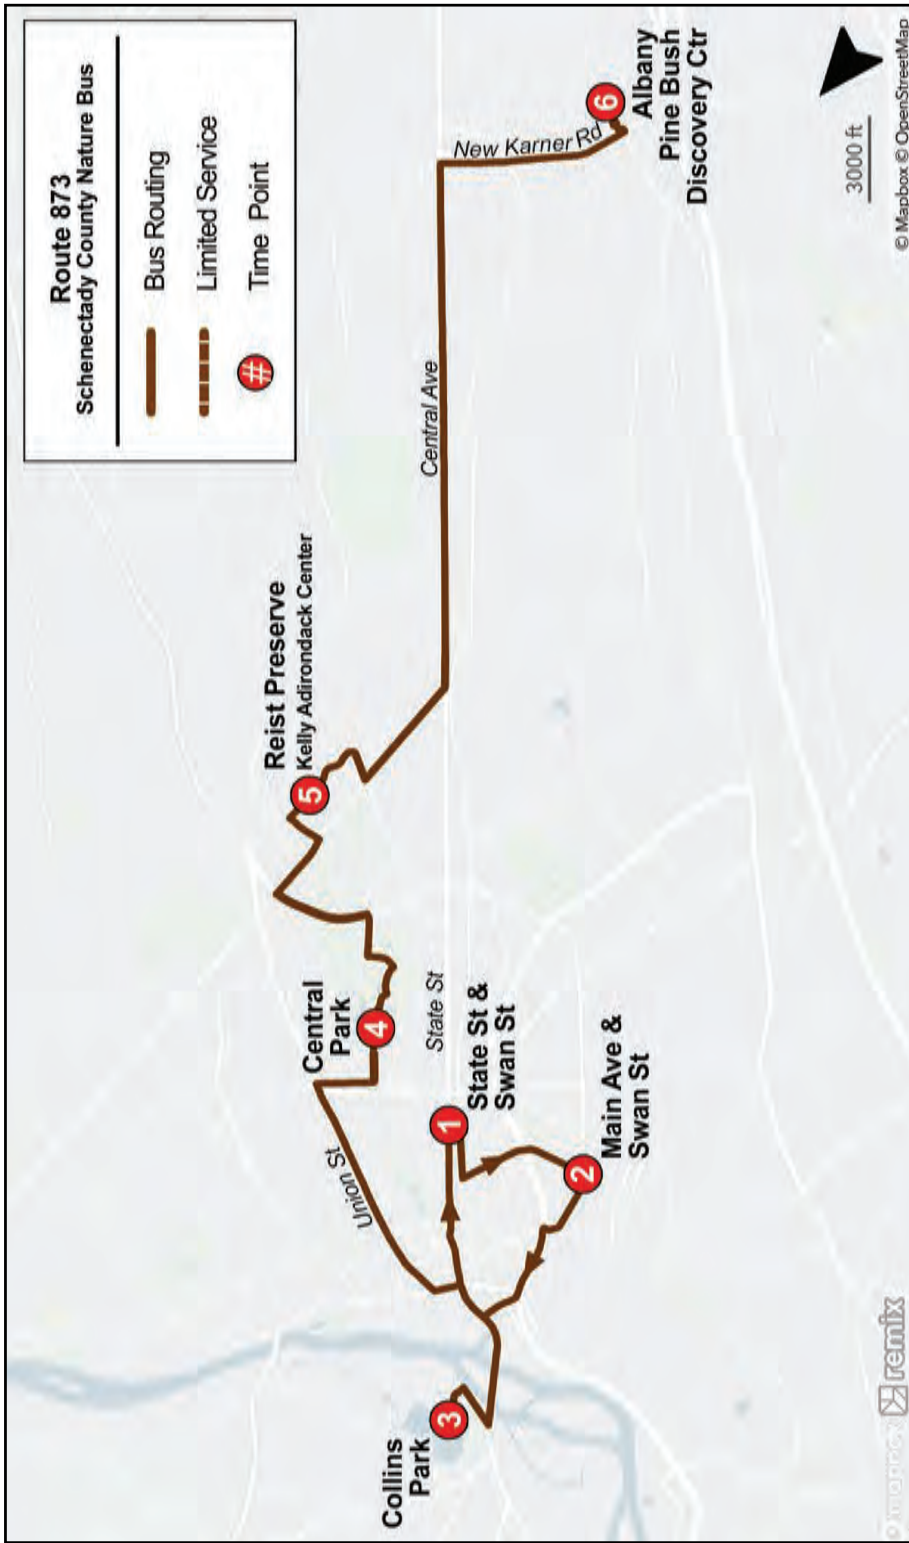 Route 873
Schenectady County Nature Bus
Bus Routing
Limited Service
#
Time Point
Collins
Park
3
Union St
Central
Park
4
Reist Preserve
Kelly Adirondack Center
5
State St
1
State St &
Swan St
2
Main Ave &
Swan St
Central Ave
New Karner Rd
6
Albany
Pine Bush
Discovery Ctr
3000 ft
© mapbox remix
© Mapbox © OpenStreetMap